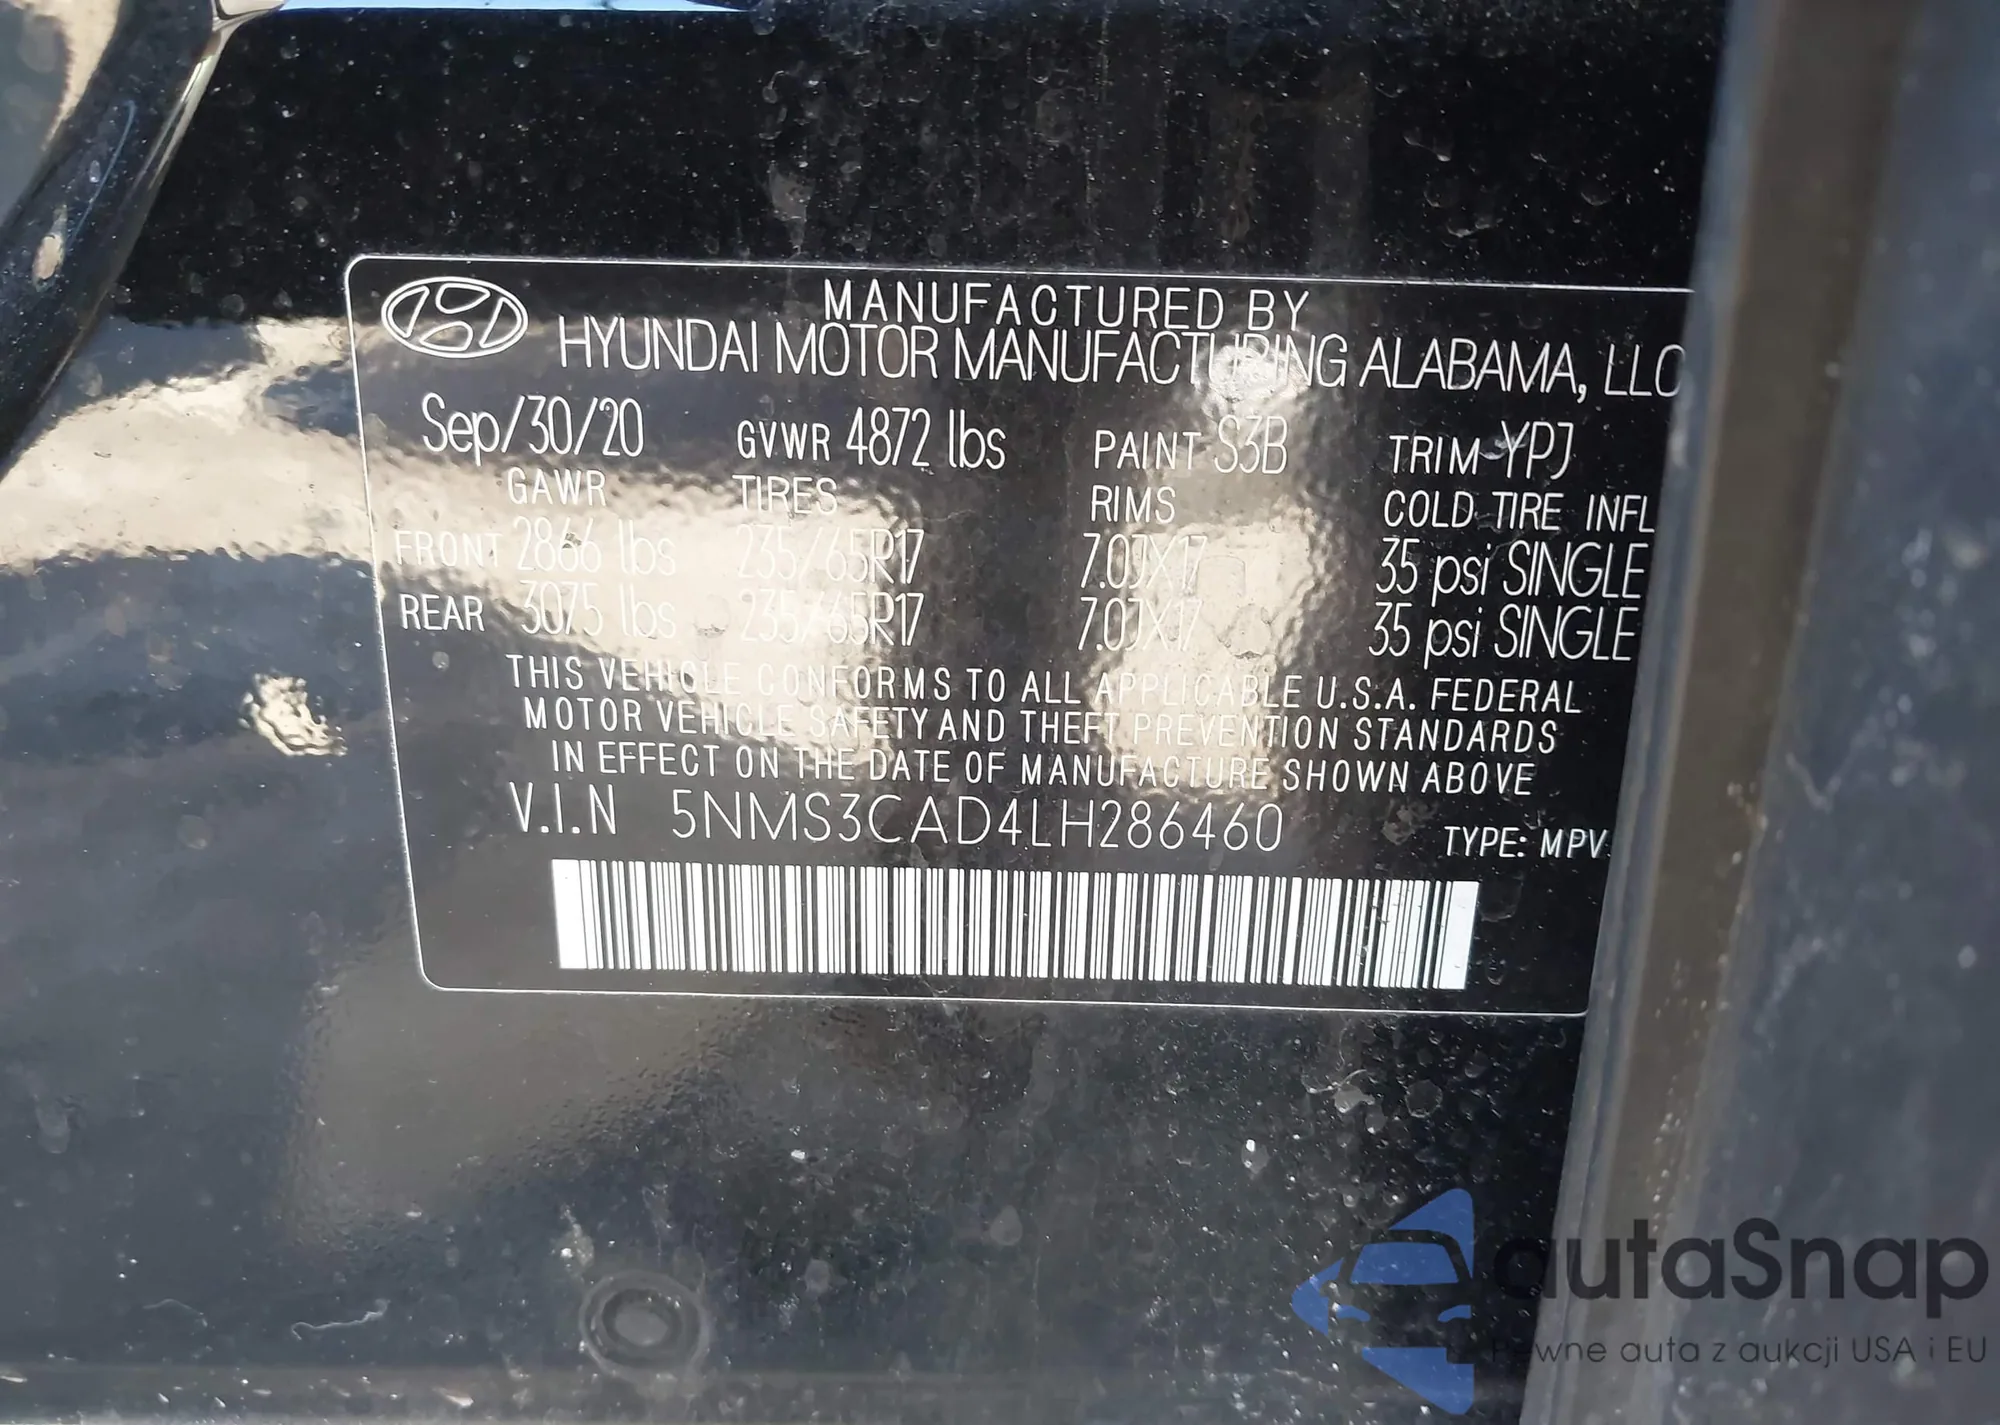 MANUFACTURED BY
HYUNDAI MOTOR MANUFACTURING ALABAMA, LLC
Sep/30/20 GVWR 4872 lbs PAINT S3B TRIM YPJ
GAWR TIRES RIMS COLD TIRE INFL
FRONT 2866 lbs 235/65R17 7.0JX17 35 psi SINGLE
REAR 3075 lbs 235/65R17 7.0JX17 35 psi SINGLE
THIS VEHICLE CONFORMS TO ALL APPLICABLE U.S.A. FEDERAL
MOTOR VEHICLE SAFETY AND THEFT PREVENTION STANDARDS
IN EFFECT ON THE DATE OF MANUFACTURE SHOWN ABOVE
V.I.N 5NMS3CAD4LH286460 TYPE: MPV
autaSnap
Pewne auta z aukcji USA i EU